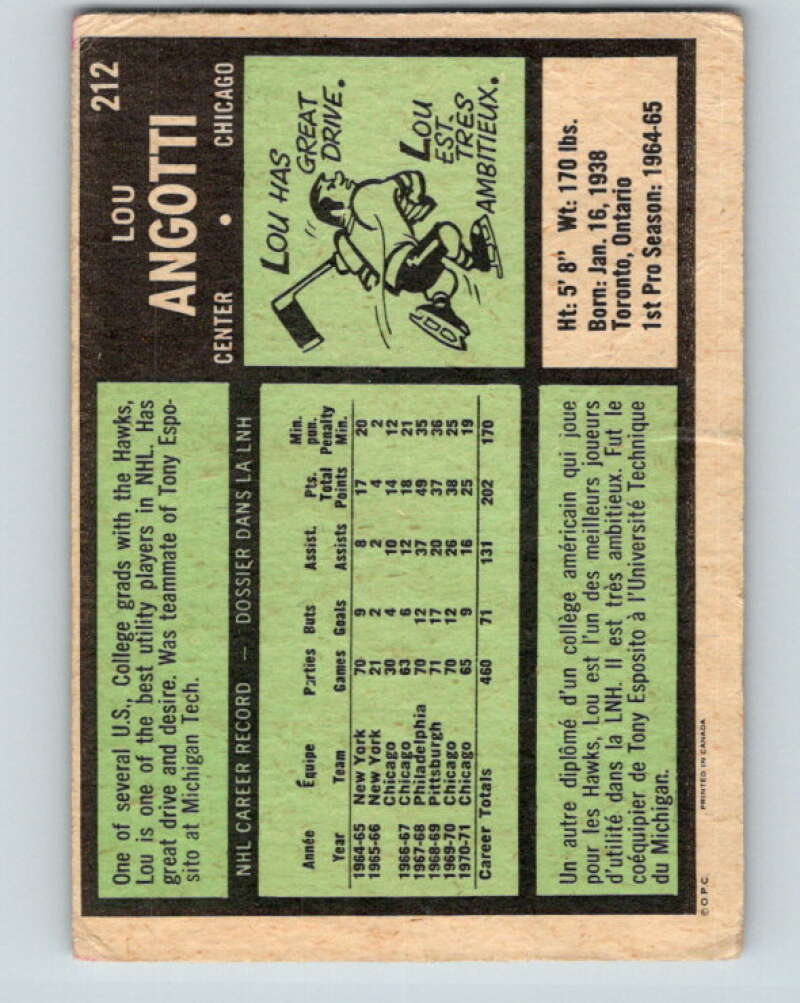 212
LOU
ANGOTTI
CENTER • CHICAGO
One of several U.S., College grads with the Hawks,
Lou is one of the best utility players in NHL. Has
great drive and desire. Was teammate of Tony Espo-
sito at Michigan Tech.
LOU HAS
GREAT
DRIVE.
LOU
EST.
TRÈS
AMBITIEUX.
NHL CAREER RECORD — DOSSIER DANS LA LNH
Année Équipe Parties Buts Assist. Pts. Min. pun.
Year Team Games Goals Assists Total Points Penalty Min.
1964-65 New York 70 9 8 17 20
1965-66 New York 21 2 2 4 2
Chicago 30 4 10 14 12
1966-67 Chicago 63 6 12 18 21
1967-68 Philadelphia 70 12 37 49 35
1968-69 Pittsburgh 71 17 20 37 36
1969-70 Chicago 70 12 26 38 25
1970-71 Chicago 65 9 16 25 19
Career Totals 460 71 131 202 170
Ht: 5' 8" Wt: 170 lbs.
Born: Jan. 16, 1938
Toronto, Ontario
1st Pro Season: 1964-65
Un autre diplômé d'un collège américain qui joue
pour les Hawks, Lou est l'un des meilleurs joueurs
d'utilité dans la LNH. Il est très ambitieux. Fut le
coéquipier de Tony Esposito à l'Université Technique
du Michigan.
© O.P.C. PRINTED IN CANADA